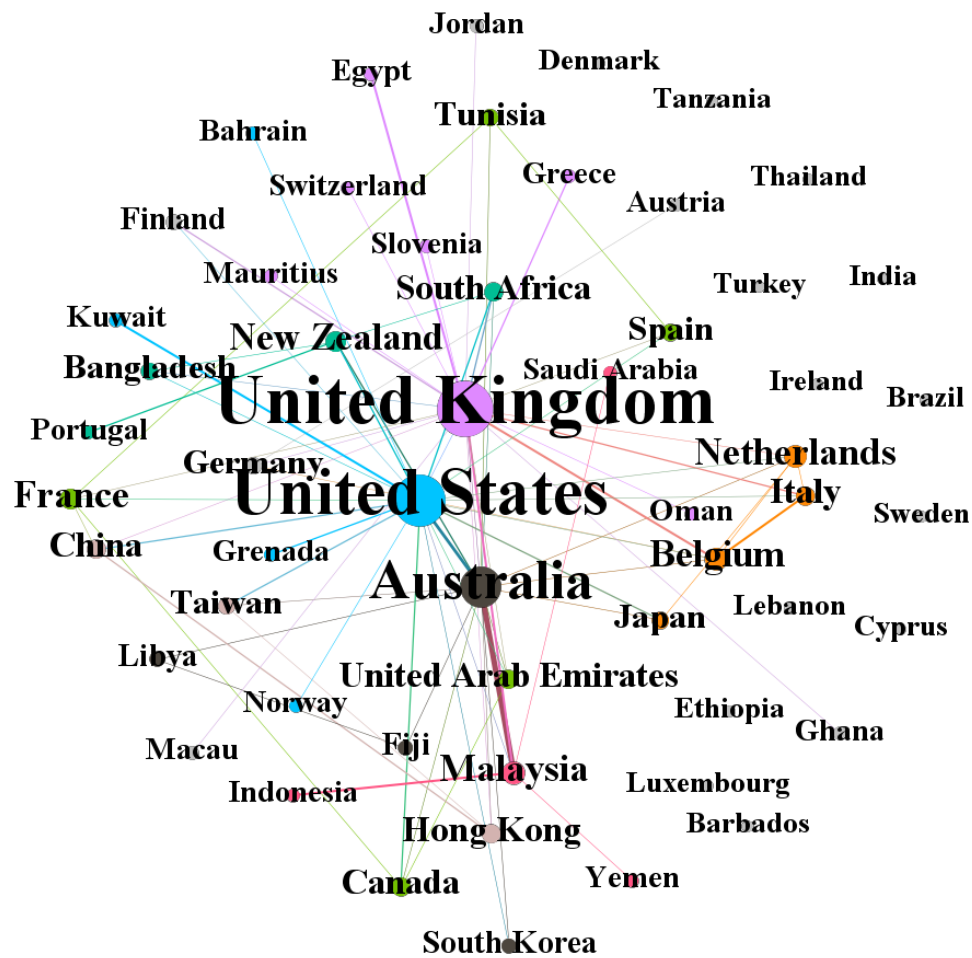 Jordan
Denmark
Egypt
Tanzania
Tunisia
Bahrain
Thailand
Switzerland
Greece
Austria
Finland
Slovenia
Mauritius
South Africa
Turkey
India
Kuwait
New Zealand
Spain
Bangladesh
Saudi Arabia
Ireland
Brazil
United Kingdom
Portugal
Netherlands
Germany
France
United States
Italy
Oman
Sweden
China
Grenada
Belgium
Australia
Taiwan
Lebanon
Japan
Cyprus
Libya
United Arab Emirates
Norway
Ethiopia
Ghana
Macau
Fiji
Malaysia
Indonesia
Luxembourg
Hong Kong
Barbados
Canada
Yemen
South Korea